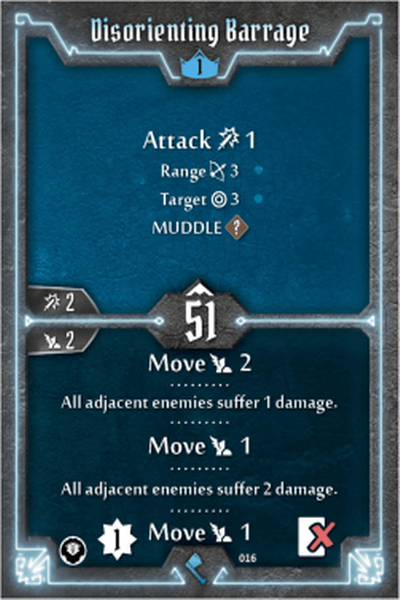 Disorienting Barrage
1
Attack 1
Range 3
Target 3
MUDDLE ?
2
51
2
Move 2
All adjacent enemies suffer 1 damage.
Move 1
All adjacent enemies suffer 2 damage.
1 Move 1
016